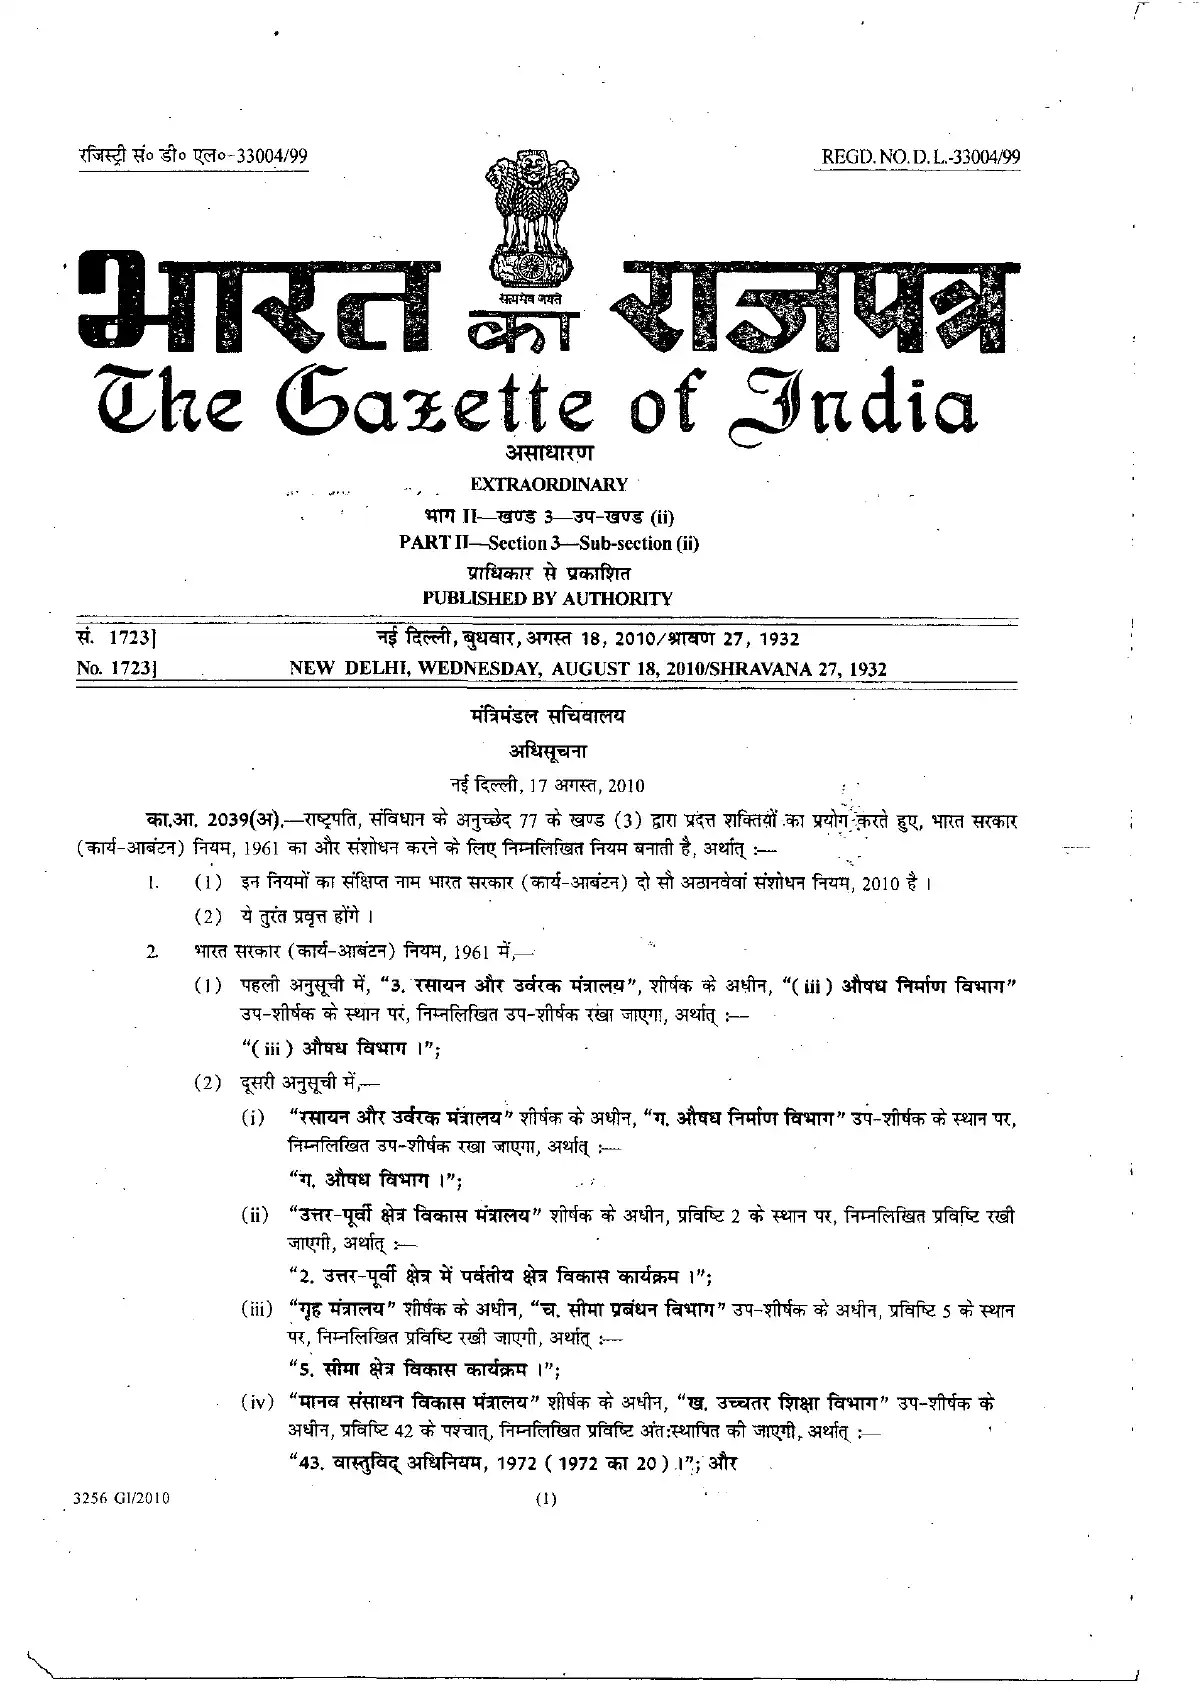 रजिस्ट्री सं० डी० एल०-33004/99
REGD. NO. D. L.-33004/99
सत्यमेव जयते
भारत का राजपत्र
The Gazette of India
असाधारण
EXTRAORDINARY
भाग II—खण्ड 3—उप-खण्ड (ii)
PART II—Section 3—Sub-section (ii)
प्राधिकार से प्रकाशित
PUBLISHED BY AUTHORITY
सं. 1723] नई दिल्ली, बुधवार, अगस्त 18, 2010/श्रावण 27, 1932
No. 1723] NEW DELHI, WEDNESDAY, AUGUST 18, 2010/SHRAVANA 27, 1932
मंत्रिमंडल सचिवालय
अधिसूचना
नई दिल्ली, 17 अगस्त, 2010
का.आ. 2039(अ).—राष्ट्रपति, संविधान के अनुच्छेद 77 के खण्ड (3) द्वारा प्रदत्त शक्तियों का प्रयोग करते हुए, भारत सरकार
(कार्य-आबंटन) नियम, 1961 का और संशोधन करने के लिए निम्नलिखित नियम बनाती है, अर्थात् :—
1. (1) इन नियमों का संक्षिप्त नाम भारत सरकार (कार्य-आबंटन) दो सौ अठानवेवां संशोधन नियम, 2010 है ।
(2) ये तुरंत प्रवृत्त होंगे ।
2. भारत सरकार (कार्य-आबंटन) नियम, 1961 में,—
(1) पहली अनुसूची में, “3. रसायन और उर्वरक मंत्रालय”, शीर्षक के अधीन, “( iii ) औषध निर्माण विभाग”
उप-शीर्षक के स्थान पर, निम्नलिखित उप-शीर्षक रखा जाएगा, अर्थात् :—
“( iii ) औषध विभाग ।”;
(2) दूसरी अनुसूची में,—
(i) “रसायन और उर्वरक मंत्रालय” शीर्षक के अधीन, “ग. औषध निर्माण विभाग” उप-शीर्षक के स्थान पर,
निम्नलिखित उप-शीर्षक रखा जाएगा, अर्थात् :—
“ग. औषध विभाग ।”;
(ii) “उत्तर-पूर्वी क्षेत्र विकास मंत्रालय” शीर्षक के अधीन, प्रविष्टि 2 के स्थान पर, निम्नलिखित प्रविष्टि रखी
जाएगी, अर्थात् :—
“2. उत्तर-पूर्वी क्षेत्र में पर्वतीय क्षेत्र विकास कार्यक्रम ।”;
(iii) “गृह मंत्रालय” शीर्षक के अधीन, “च. सीमा प्रबंधन विभाग” उप-शीर्षक के अधीन, प्रविष्टि 5 के स्थान
पर, निम्नलिखित प्रविष्टि रखी जाएगी, अर्थात् :—
“5. सीमा क्षेत्र विकास कार्यक्रम ।”;
(iv) “मानव संसाधन विकास मंत्रालय” शीर्षक के अधीन, “ख. उच्चतर शिक्षा विभाग” उप-शीर्षक के
अधीन, प्रविष्टि 42 के पश्चात्, निम्नलिखित प्रविष्टि अंत:स्थापित की जाएगी, अर्थात् :—
“43. वास्तुविद् अधिनियम, 1972 ( 1972 का 20 ) ।”; और
3256 GI/2010
(1)